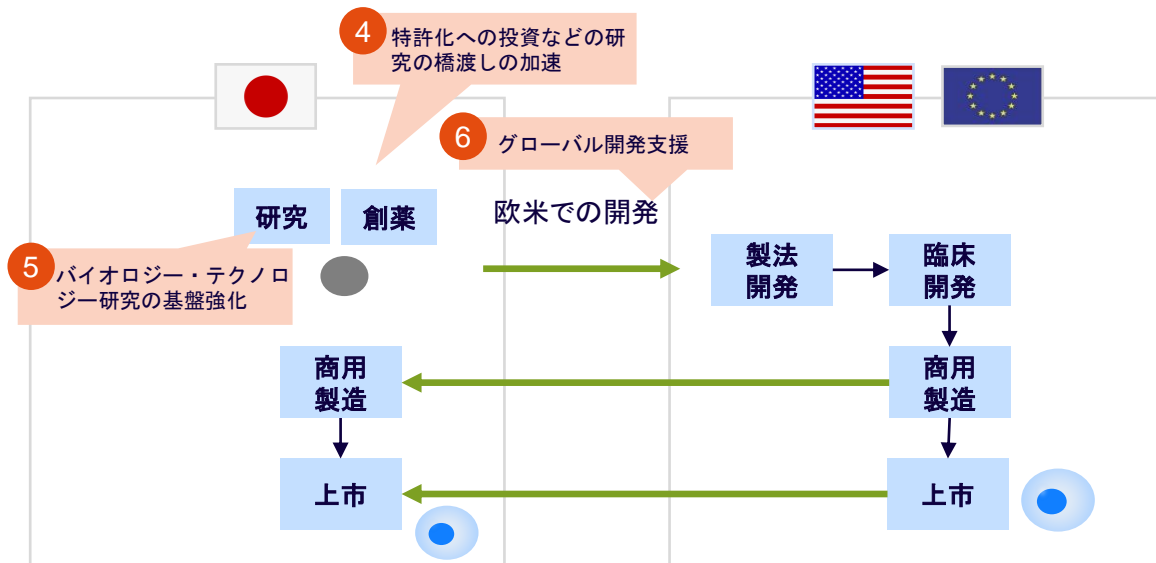 4
特許化への投資などの研
究の橋渡しの加速
6
グローバル開発支援
研究
創薬
欧米での開発
5
バイオロジー・テクノロ
ジー研究の基盤強化
製法
開発
臨床
開発
商用
製造
商用
製造
上市
上市